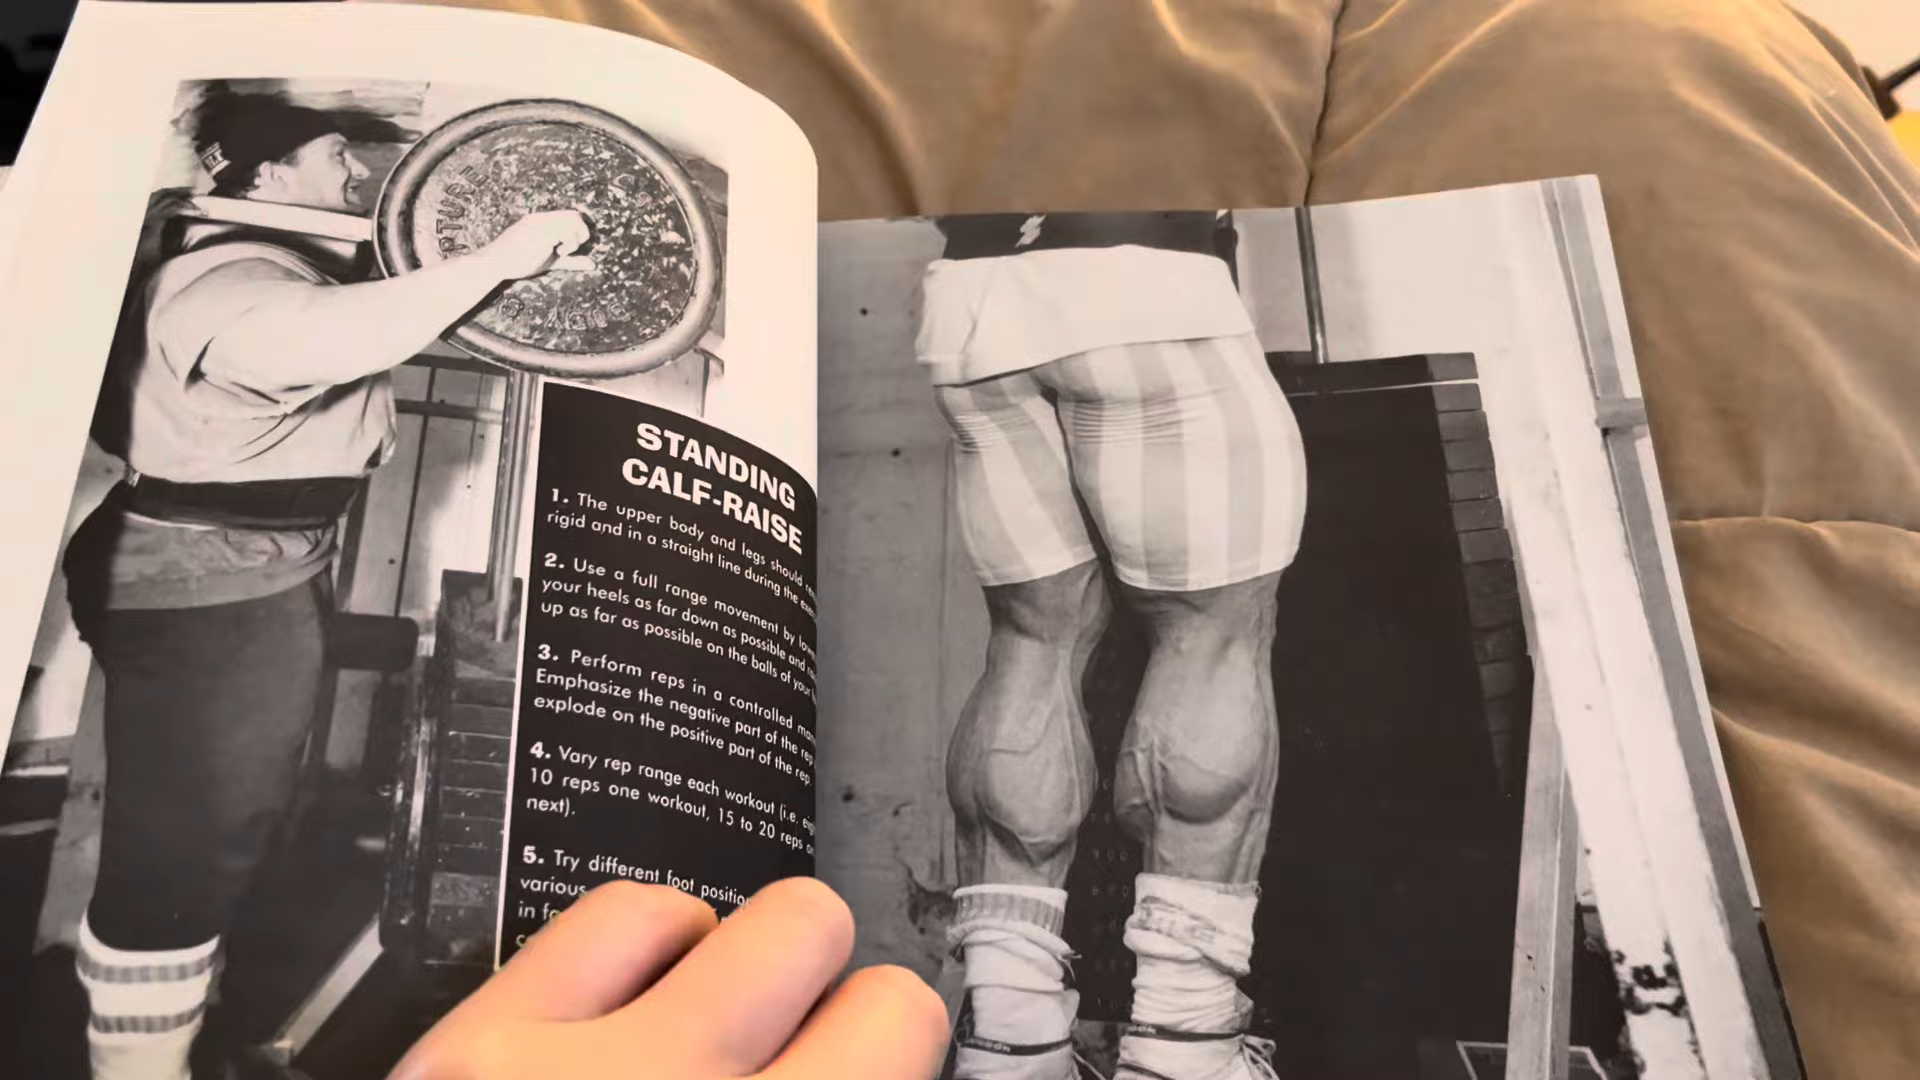 PTURE
BODY
STANDING
CALF-RAISE
1. The upper body and legs should
rigid and in a straight line during the
2. Use a full range movement by
your heels as far down as possible and
up as far as possible on the balls of your
3. Perform reps in a controlled
Emphasize the negative part of the rep
explode on the positive part of the rep.
4. Vary rep range each workout (i.e.
10 reps one workout, 15 to 20 reps
next).
5. Try different foot
various
in